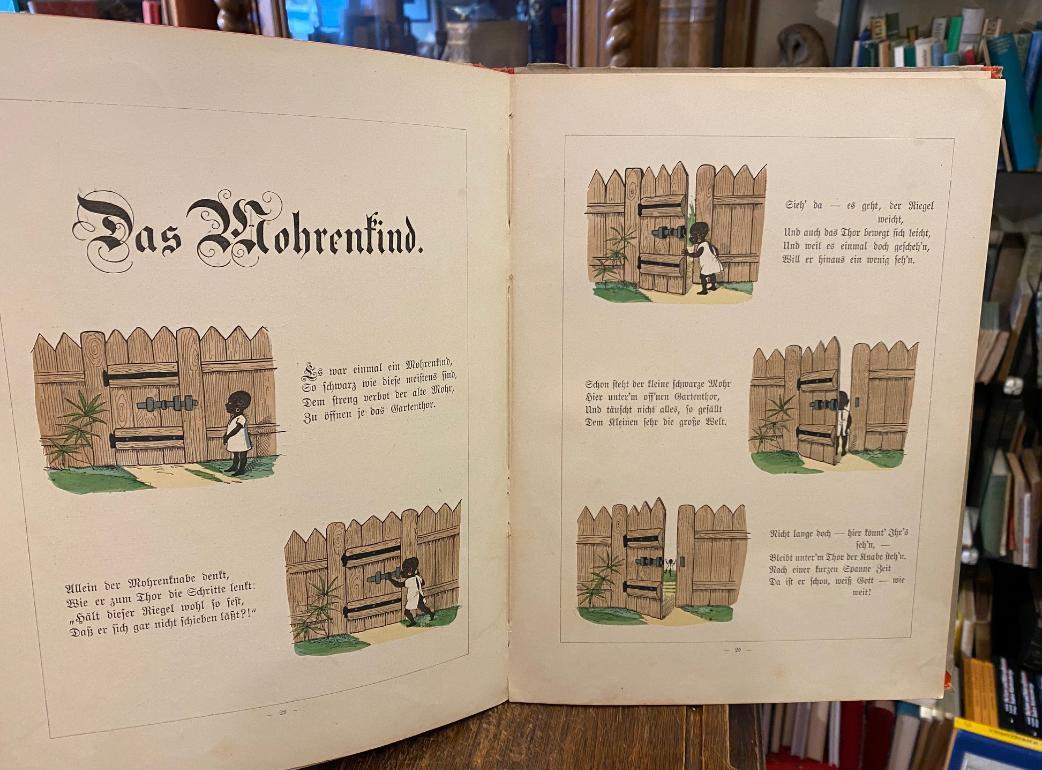 Das Mohrenkind.
Es war einmal ein Mohrenkind,
So schwarz wie diese meistens sind,
Dem streng verbot der alte Mohr,
Zu öffnen je das Gartenthor.
Allein der Mohrenknabe denkt,
Wie er zum Thor die Schritte lenkt:
„Hält dieser Riegel wohl so fest,
Daß er sich gar nicht schieben läßt?!“
Sieh' da — es geht, der Riegel
weicht,
Und auch das Thor bewegt sich leicht,
Und weil es einmal doch gescheh'n,
Will er hinaus ein wenig seh'n.
Schon steht der kleine schwarze Mohr
Hier unter'm off'nen Gartenthor,
Und täuscht nicht alles, so gefällt
Dem Kleinen sehr die große Welt.
Nicht lange doch — hier könnt' Ihr's
seh'n, —
Bleibt unter'm Thor der Knabe steh'n.
Nach einer kurzen Spanne Zeit
Da ist er schon, weiß Gott — wie
weit!